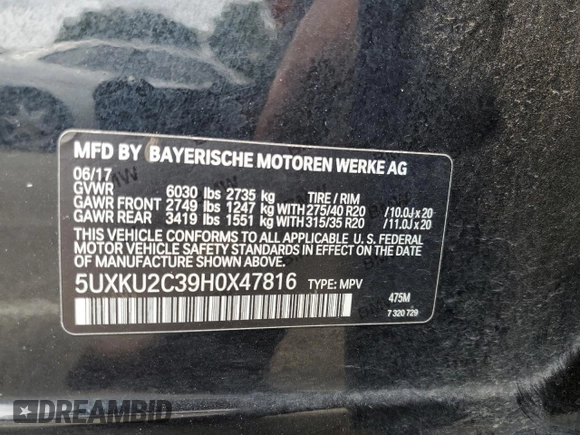 MFD BY BAYERISCHE MOTOREN WERKE AG
06/17
GVWR 6030 lbs 2735 kg TIRE / RIM
GAWR FRONT 2749 lbs 1247 kg WITH 275/40 R20 /10.0J x 20
GAWR REAR 3419 lbs 1551 kg WITH 315/35 R20 /11.0J x 20
THIS VEHICLE CONFORMS TO ALL APPLICABLE U. S. FEDERAL
MOTOR VEHICLE SAFETY STANDARDS IN EFFECT ON THE DATE
OF MANUFACTURE SHOWN ABOVE.
5UXKU2C39H0X47816 TYPE: MPV
475M
7 320 729
DREAMBID